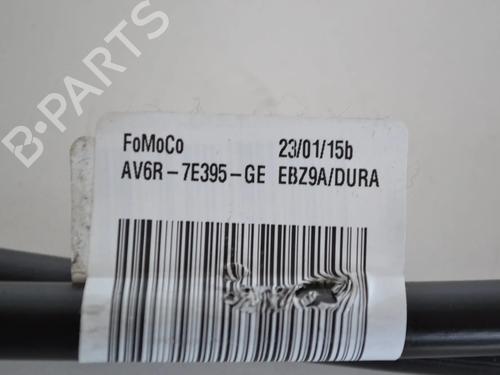 B-PARTS
FoMoCo 23/01/15b
AV6R-7E395-GE EBZ9A/DURA